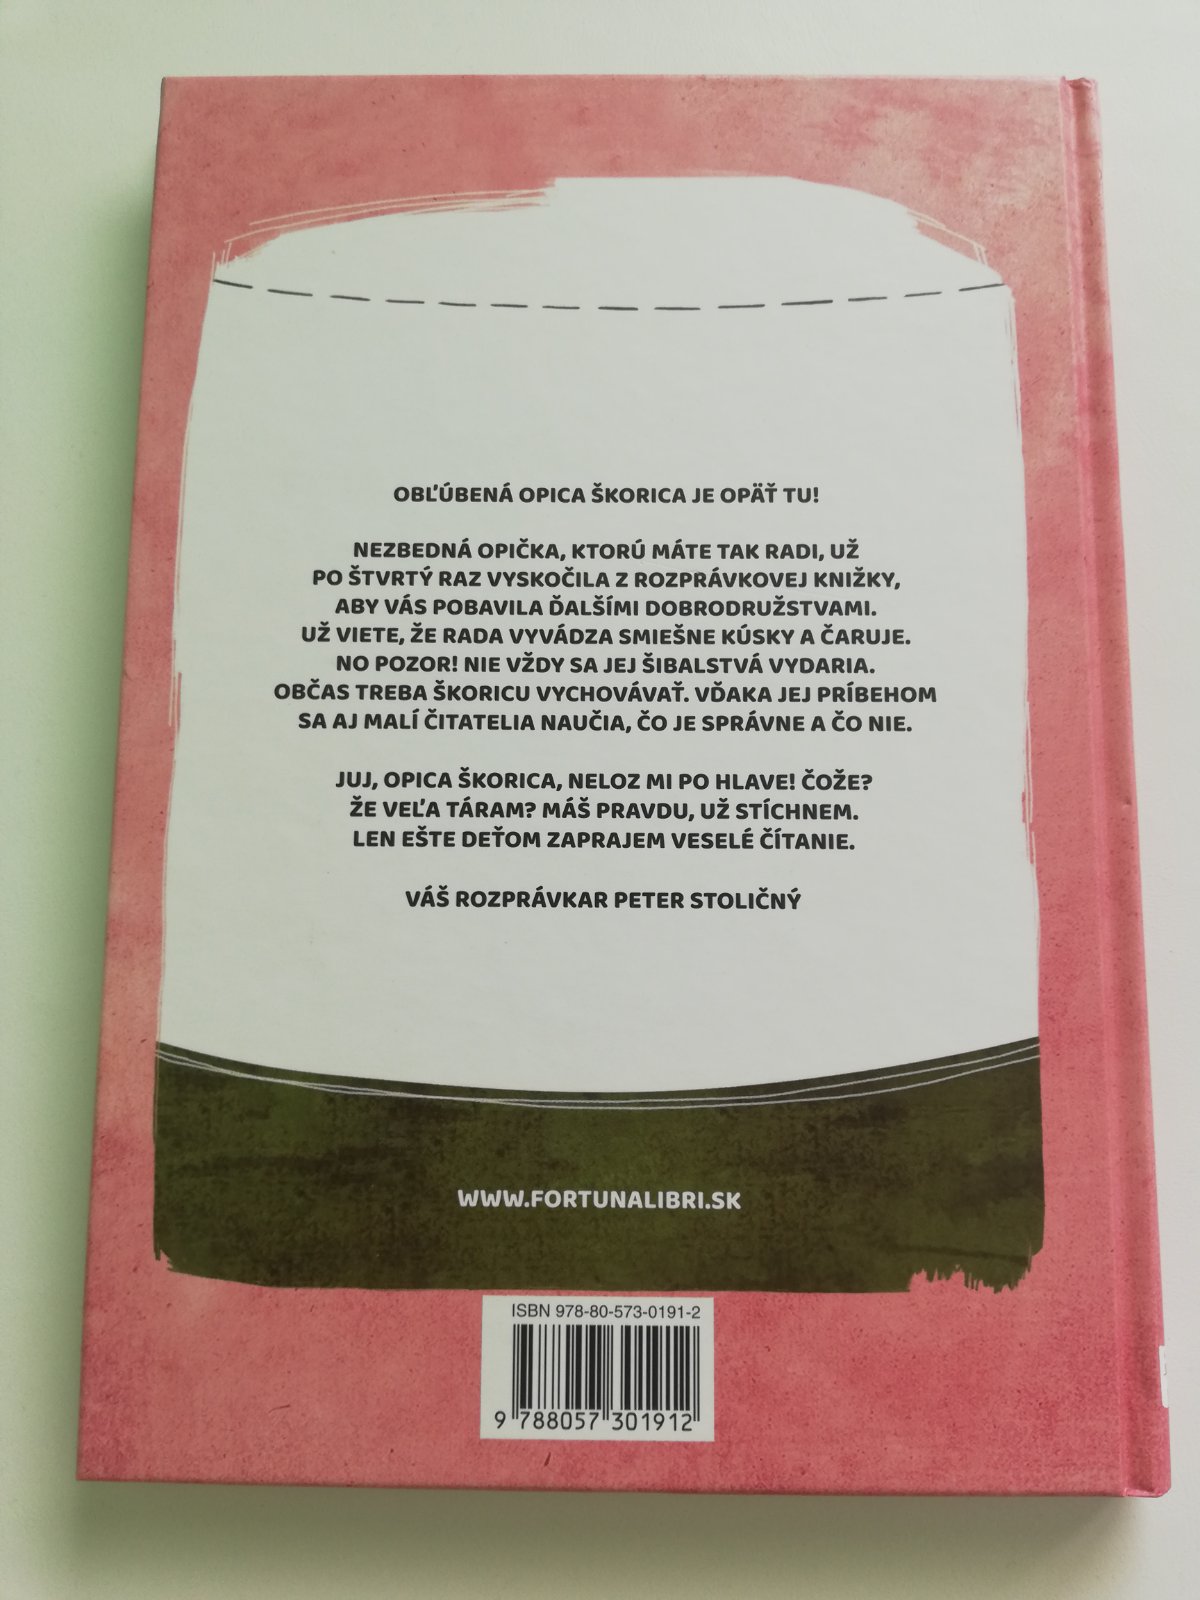 OBĽÚBENÁ OPICA ŠKORICA JE OPÄŤ TU!
NEZBEDNÁ OPIČKA, KTORÚ MÁTE TAK RADI, UŽ
PO ŠTVRTÝ RAZ VYSKOČILA Z ROZPRÁVKOVEJ KNIŽKY,
ABY VÁS POBAVILA ĎALŠÍMI DOBRODRUŽSTVAMI.
UŽ VIETE, ŽE RADA VYVÁDZA SMIEŠNE KÚSKY A ČARUJE.
NO POZOR! NIE VŽDY SA JEJ ŠIBALSTVÁ VYDARIA.
OBČAS TREBA ŠKORICU VYCHOVÁVAŤ. VĎAKA JEJ PRÍBEHOM
SA AJ MALÍ ČITATELIA NAUČIA, ČO JE SPRÁVNE A ČO NIE.
JUJ, OPICA ŠKORICA, NELOZ MI PO HLAVE! ČOŽE?
ŽE VEĽA TÁRAM? MÁŠ PRAVDU, UŽ STÍCHNEM.
LEN EŠTE DEŤOM ZAPRAJEM VESELÉ ČÍTANIE.
VÁŠ ROZPRÁVKAR PETER STOLIČNÝ
WWW.FORTUNALIBRI.SK
ISBN 978-80-573-0191-2
9 788057 301912